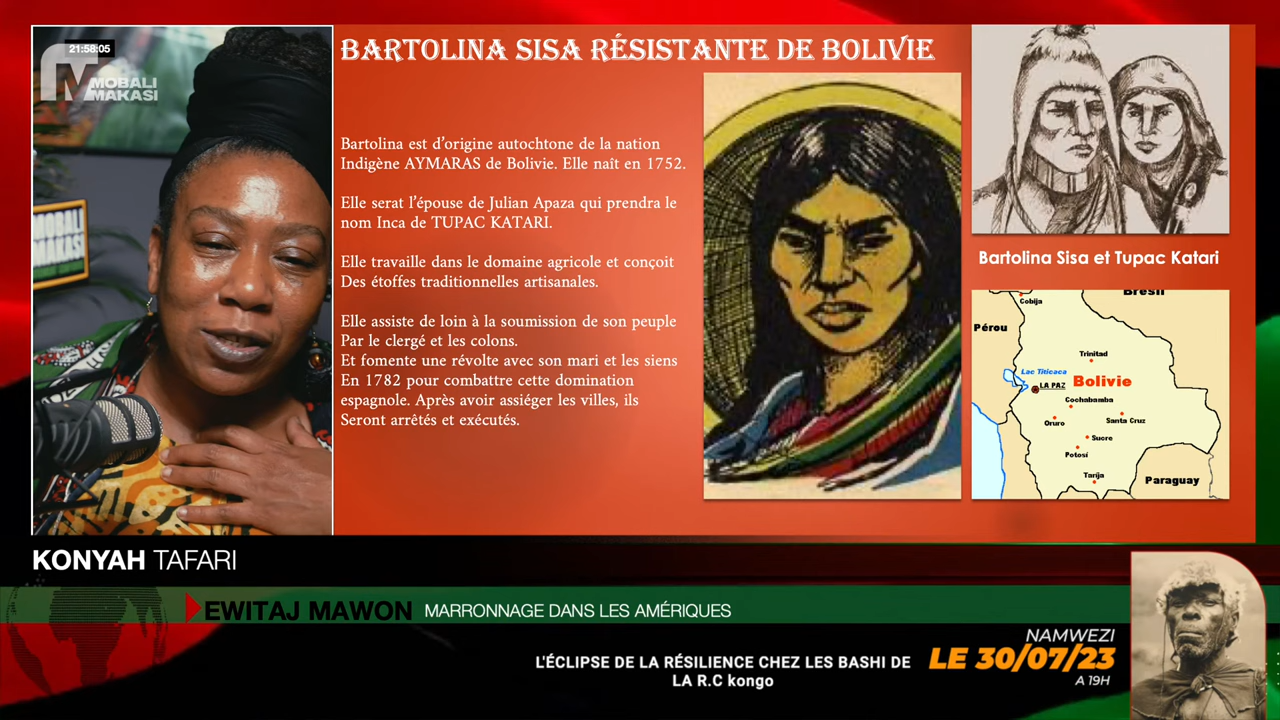 21:58:05
MOBALI
MAKASI
MOBALI
MAKASI
BARTOLINA SISA RÉSISTANTE DE BOLIVIE
Bartolina est d'origine autochtone de la nation
Indigène AYMARAS de Bolivie. Elle naît en 1752.
Elle serat l'épouse de Julian Apaza qui prendra le
nom Inca de TUPAC KATARI.
Elle travaille dans le domaine agricole et conçoit
Des étoffes traditionnelles artisanales.
Elle assiste de loin à la soumission de son peuple
Par le clergé et les colons.
Et fomente une révolte avec son mari et les siens
En 1782 pour combattre cette domination
espagnole. Après avoir assiéger les villes, ils
Seront arrêtés et exécutés.
Bartolina Sisa et Tupac Katari
Brésil
Cobija
Pérou
Trinitad
Lac Titicaca
LA PAZ
Bolivie
Cochabamba
Oruro
Santa Cruz
Sucre
Potosí
Tarija
Paraguay
KONYAH TAFARI
EWITAJ MAWON MARRONNAGE DANS LES AMÉRIQUES
NAMWEZI
L'ÉCLIPSE DE LA RÉSILIENCE CHEZ LES BASHI DE
LA R.C kongo
LE 30/07/23
A 19H